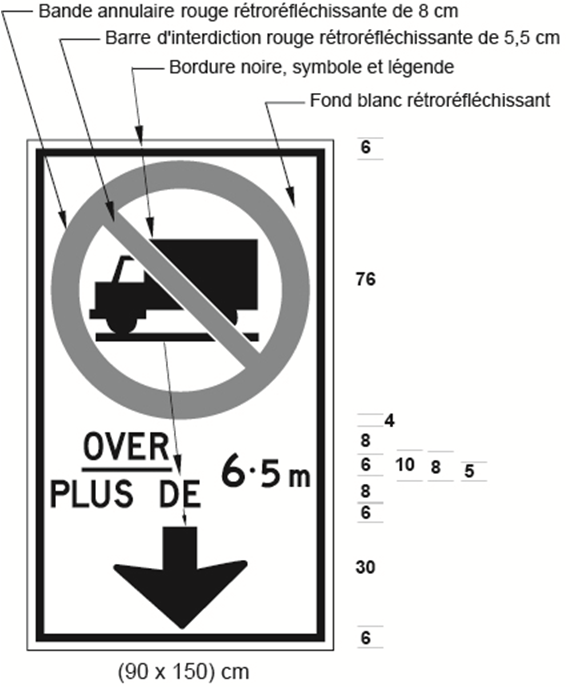 Bande annulaire rouge rétroréfléchissante de 8 cm
Barre d'interdiction rouge rétroréfléchissante de 5,5 cm
Bordure noire, symbole et légende
Fond blanc rétroréfléchissant
6
76
4
8
OVER
6 10 8 5
6·5 m
PLUS DE
8
6
30
6
(90 x 150) cm